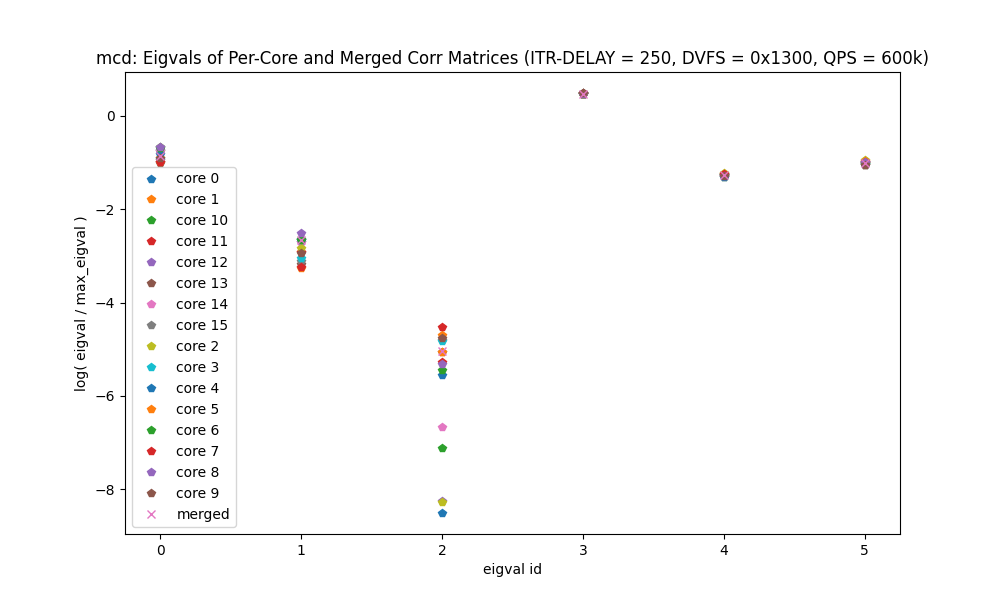 mcd: Eigvals of Per-Core and Merged Corr Matrices (ITR-DELAY = 250, DVFS = 0x1300, QPS = 600k)
log( eigval / max_eigval )
0
−2
−4
−6
−8
core 0
core 1
core 10
core 11
core 12
core 13
core 14
core 15
core 2
core 3
core 4
core 5
core 6
core 7
core 8
core 9
merged
0 1 2 3 4 5
eigval id